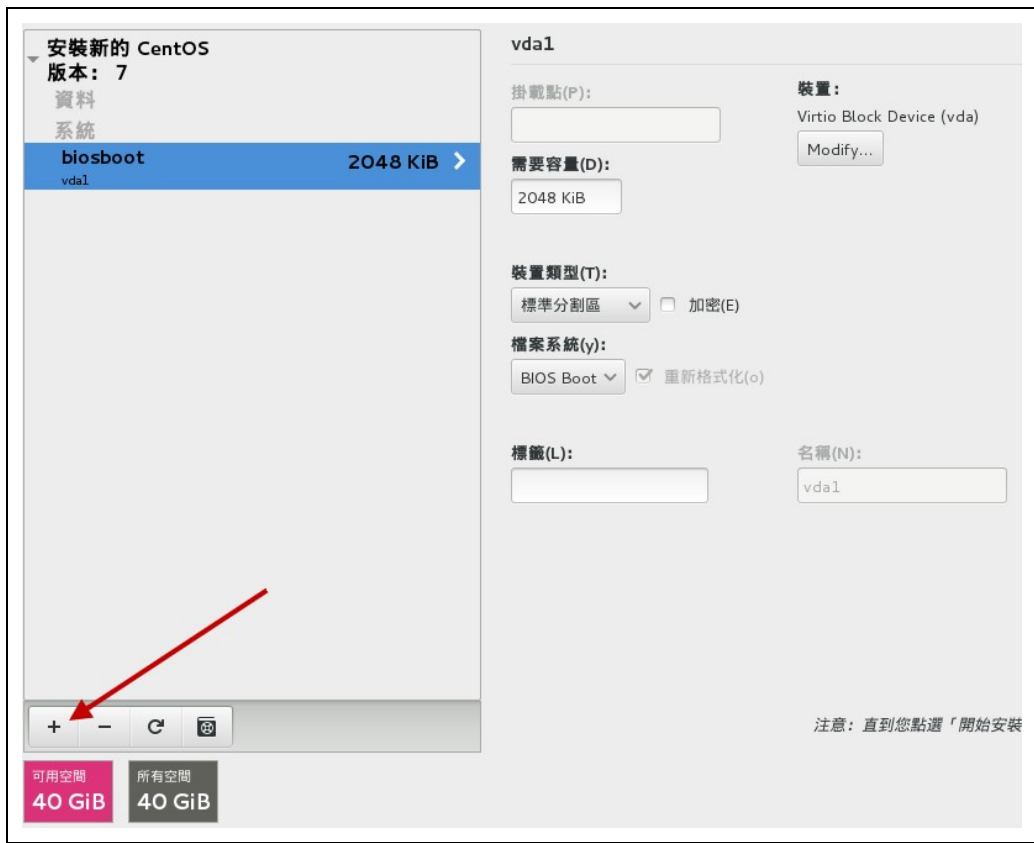 安裝新的 CentOS
版本: 7
資料
系統
biosboot 2048 KiB
vda1
+ -
可用空間
40 GiB
所有空間
40 GiB
vda1
掛載點(P):
裝置:
Virtio Block Device (vda)
Modify...
需要容量(D):
2048 KiB
裝置類型(T):
標準分割區
加密(E)
檔案系統(y):
BIOS Boot
重新格式化(o)
標籤(L):
名稱(N):
vda1
注意: 直到您點選「開始安裝